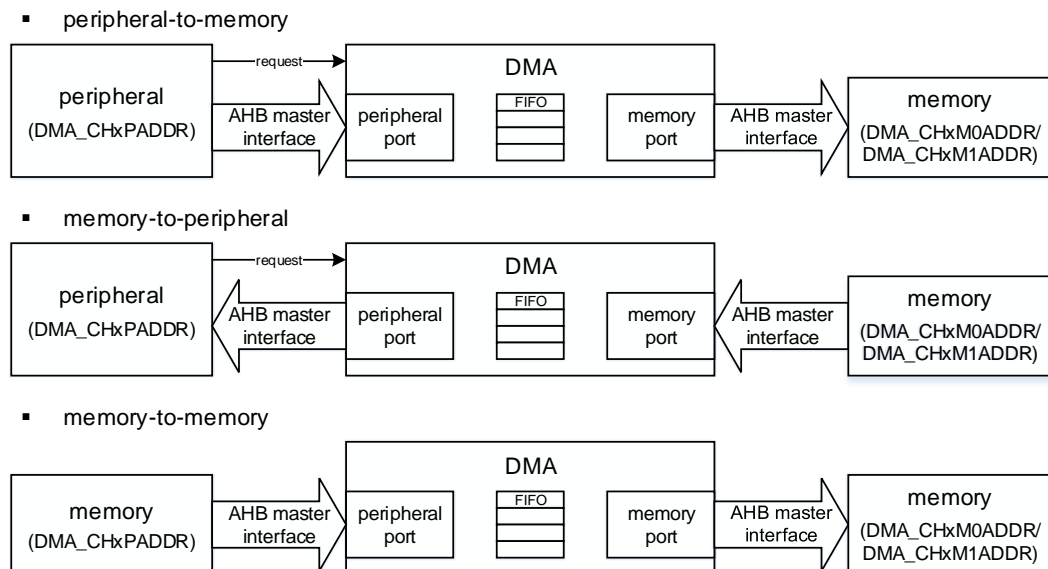 ▪ peripheral-to-memory
request
DMA
peripheral
(DMA_CHxPADDR)
AHB master
interface
peripheral
port
FIFO
memory
port
AHB master
interface
memory
(DMA_CHxM0ADDR/
DMA_CHxM1ADDR)
▪ memory-to-peripheral
request
DMA
peripheral
(DMA_CHxPADDR)
AHB master
interface
peripheral
port
FIFO
memory
port
AHB master
interface
memory
(DMA_CHxM0ADDR/
DMA_CHxM1ADDR)
▪ memory-to-memory
DMA
memory
(DMA_CHxPADDR)
AHB master
interface
peripheral
port
FIFO
memory
port
AHB master
interface
memory
(DMA_CHxM0ADDR/
DMA_CHxM1ADDR)